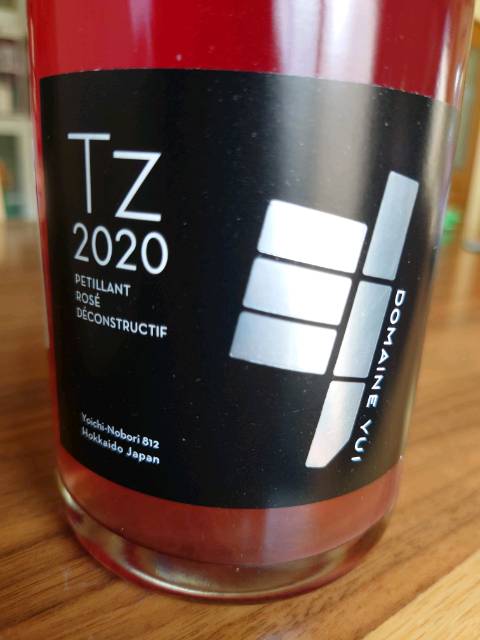 Tz
2020
PETILLANT
ROSÉ
DÉCONSTRUCTIF
Yoichi-Nobori 812
Hokkaido Japan
DOMAINE YUI